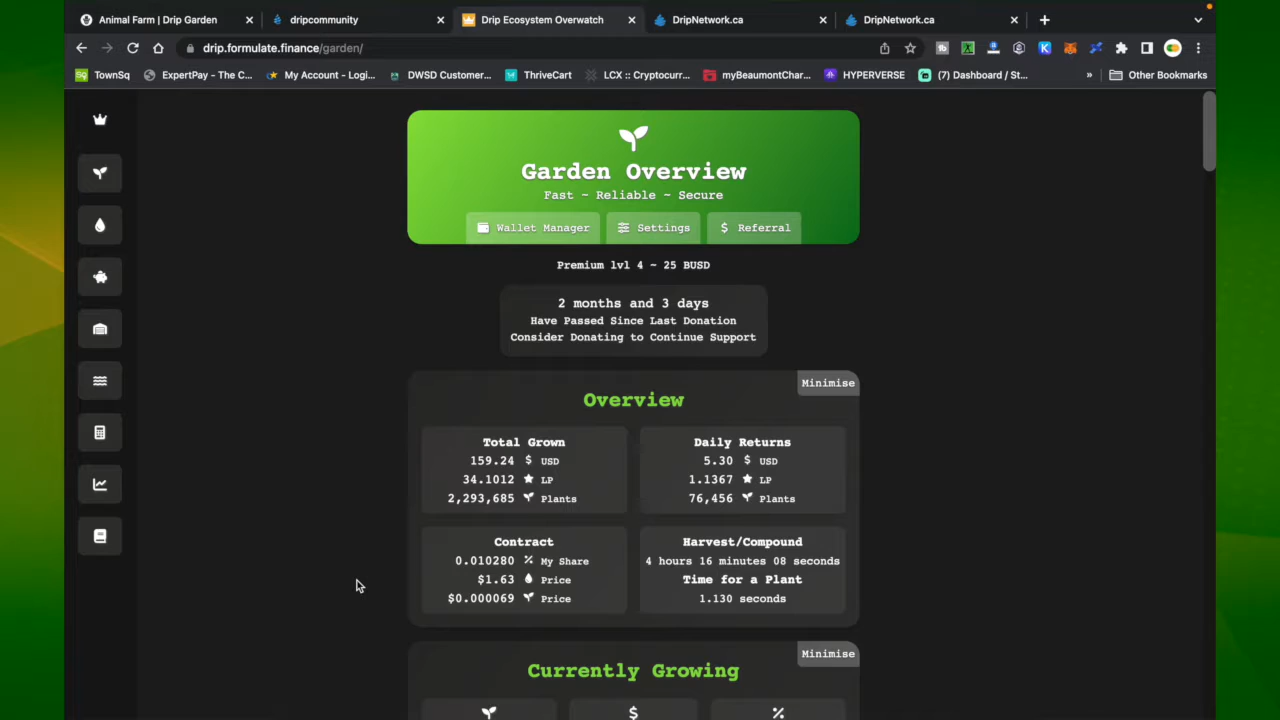 Animal Farm | Drip Garden
dripcommunity
Drip Ecosystem Overwatch
DripNetwork.ca
DripNetwork.ca
drip.formulate.finance/garden/
TownSq
ExpertPay - The C...
My Account - Logi...
DWSD Customer...
ThriveCart
LCX :: Cryptocurr...
myBeaumontChar...
HYPERVERSE
(7) Dashboard / St...
»
Other Bookmarks
Garden Overview
Fast ~ Reliable ~ Secure
Wallet Manager
Settings
$ Referral
Premium lvl 4 ~ 25 BUSD
2 months and 3 days
Have Passed Since Last Donation
Consider Donating to Continue Support
Minimise
Overview
Total Grown
159.24 $ USD
34.1012 LP
2,293,685 Plants
Daily Returns
5.30 $ USD
1.1367 LP
76,456 Plants
Contract
0.010280 % My Share
$1.63 Price
$0.000069 Price
Harvest/Compound
4 hours 16 minutes 08 seconds
Time for a Plant
1.130 seconds
Minimise
Currently Growing
$
%